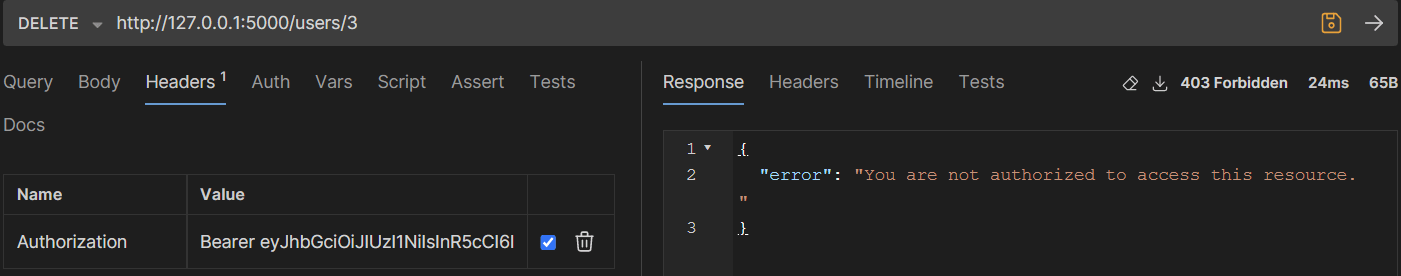 DELETE http://127.0.0.1:5000/users/3
Query Body Headers 1 Auth Vars Script Assert Tests
Docs
Name Value
Authorization Bearer eyJhbGciOiJIUzI1NiIsInR5cCI6I
Response Headers Timeline Tests 403 Forbidden 24ms 65B
1 {
2 "error": "You are not authorized to access this resource.
"
3 }